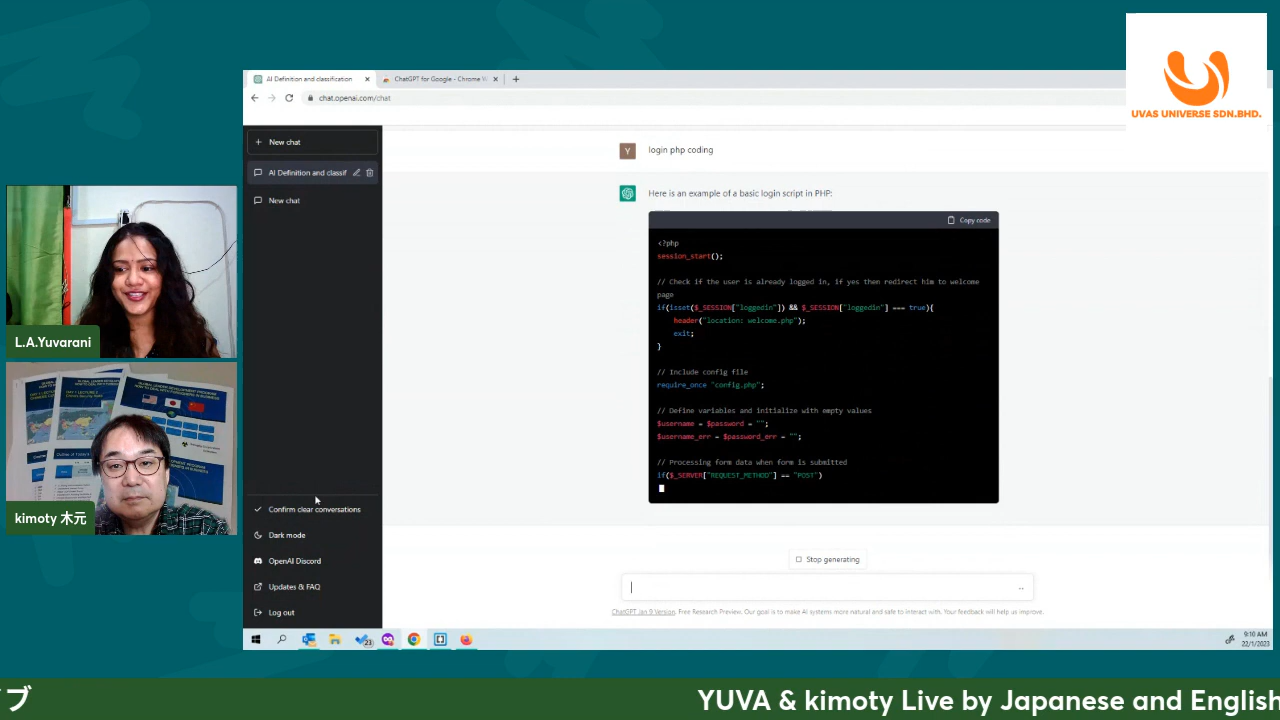 UVAS UNIVERSE SDN.BHD.
AI Definition and classification
ChatGPT for Google - Chrome W
chat.openai.com/chat
New chat
AI Definition and classif
New chat
Y
login php coding
Here is an example of a basic login script in PHP:
Copy code
<?php
session_start();
// Check if the user is already logged in, if yes then redirect him to welcome
page
if(isset($_SESSION["loggedin"]) && $_SESSION["loggedin"] === true){
header("location: welcome.php");
exit;
}
// Include config file
require_once "config.php";
// Define variables and initialize with empty values
$username = $password = "";
$username_err = $password_err = "";
// Processing form data when form is submitted
if($_SERVER["REQUEST_METHOD"] == "POST")
Stop generating
ChatGPT Jan 9 Version. Free Research Preview. Our goal is to make AI systems more natural and safe to interact with. Your feedback will help us improve.
Confirm clear conversations
Dark mode
OpenAI Discord
Updates & FAQ
Log out
L.A.Yuvarani
GLOBAL LEADER DEVELOPMENT PROGRAM
kimoty 木元
23
9:10 AM
22/1/2023
ブ
YUVA & kimoty Live by Japanese and English